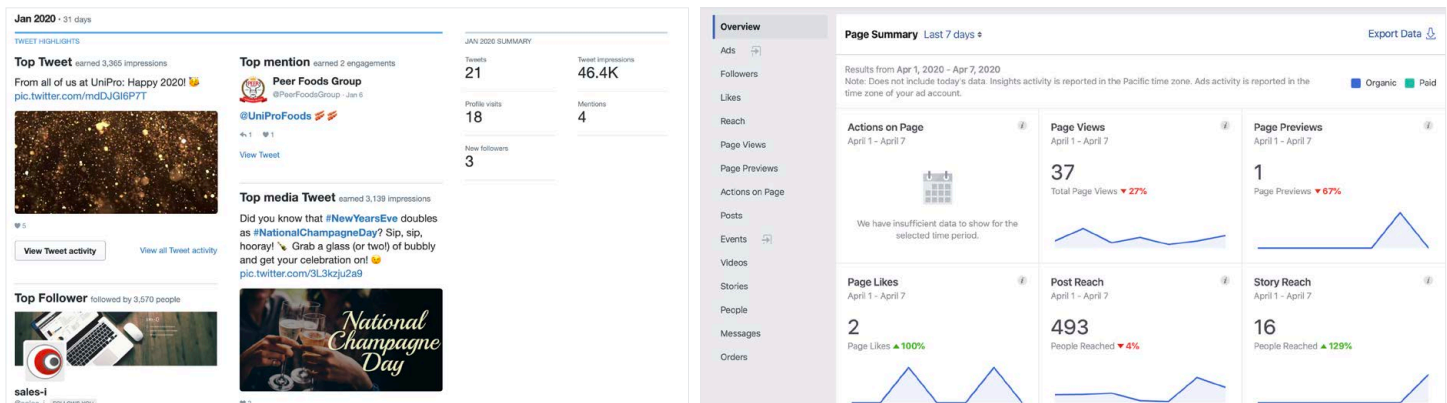 Jan 2020 · 31 days
TWEET HIGHLIGHTS
Top Tweet earned 3,365 impressions
From all of us at UniPro: Happy 2020! 🥳
pic.twitter.com/mdDJGI6P7T
5
View Tweet activity
View all Tweet activity
Top Follower followed by 3,570 people
sales-i
FOLLOWS YOU
Top mention earned 2 engagements
Peer Foods Group
@PeerFoodsGroup · Jan 6
@UniProFoods 🥓🥓
1 1
View Tweet
Top media Tweet earned 3,139 impressions
Did you know that #NewYearsEve doubles
as #NationalChampagneDay? Sip, sip,
hooray! 🍾 Grab a glass (or two!) of bubbly
and get your celebration on! 😉
pic.twitter.com/3L3kzju2a9
National
Champagne
Day
JAN 2020 SUMMARY
Tweets
21
Tweet impressions
46.4K
Profile visits
18
Mentions
4
New followers
3
Overview
Ads
Followers
Likes
Reach
Page Views
Page Previews
Actions on Page
Posts
Events
Videos
Stories
People
Messages
Orders
Page Summary Last 7 days
Export Data
Results from Apr 1, 2020 - Apr 7, 2020
Note: Does not include today's data. Insights activity is reported in the Pacific time zone. Ads activity is reported in the
time zone of your ad account.
Organic Paid
Actions on Page
April 1 - April 7
We have insufficient data to show for the
selected time period.
Page Views
April 1 - April 7
37
Total Page Views ▼27%
Page Previews
April 1 - April 7
1
Page Previews ▼67%
Page Likes
April 1 - April 7
2
Page Likes ▲100%
Post Reach
April 1 - April 7
493
People Reached ▼4%
Story Reach
April 1 - April 7
16
People Reached ▲129%